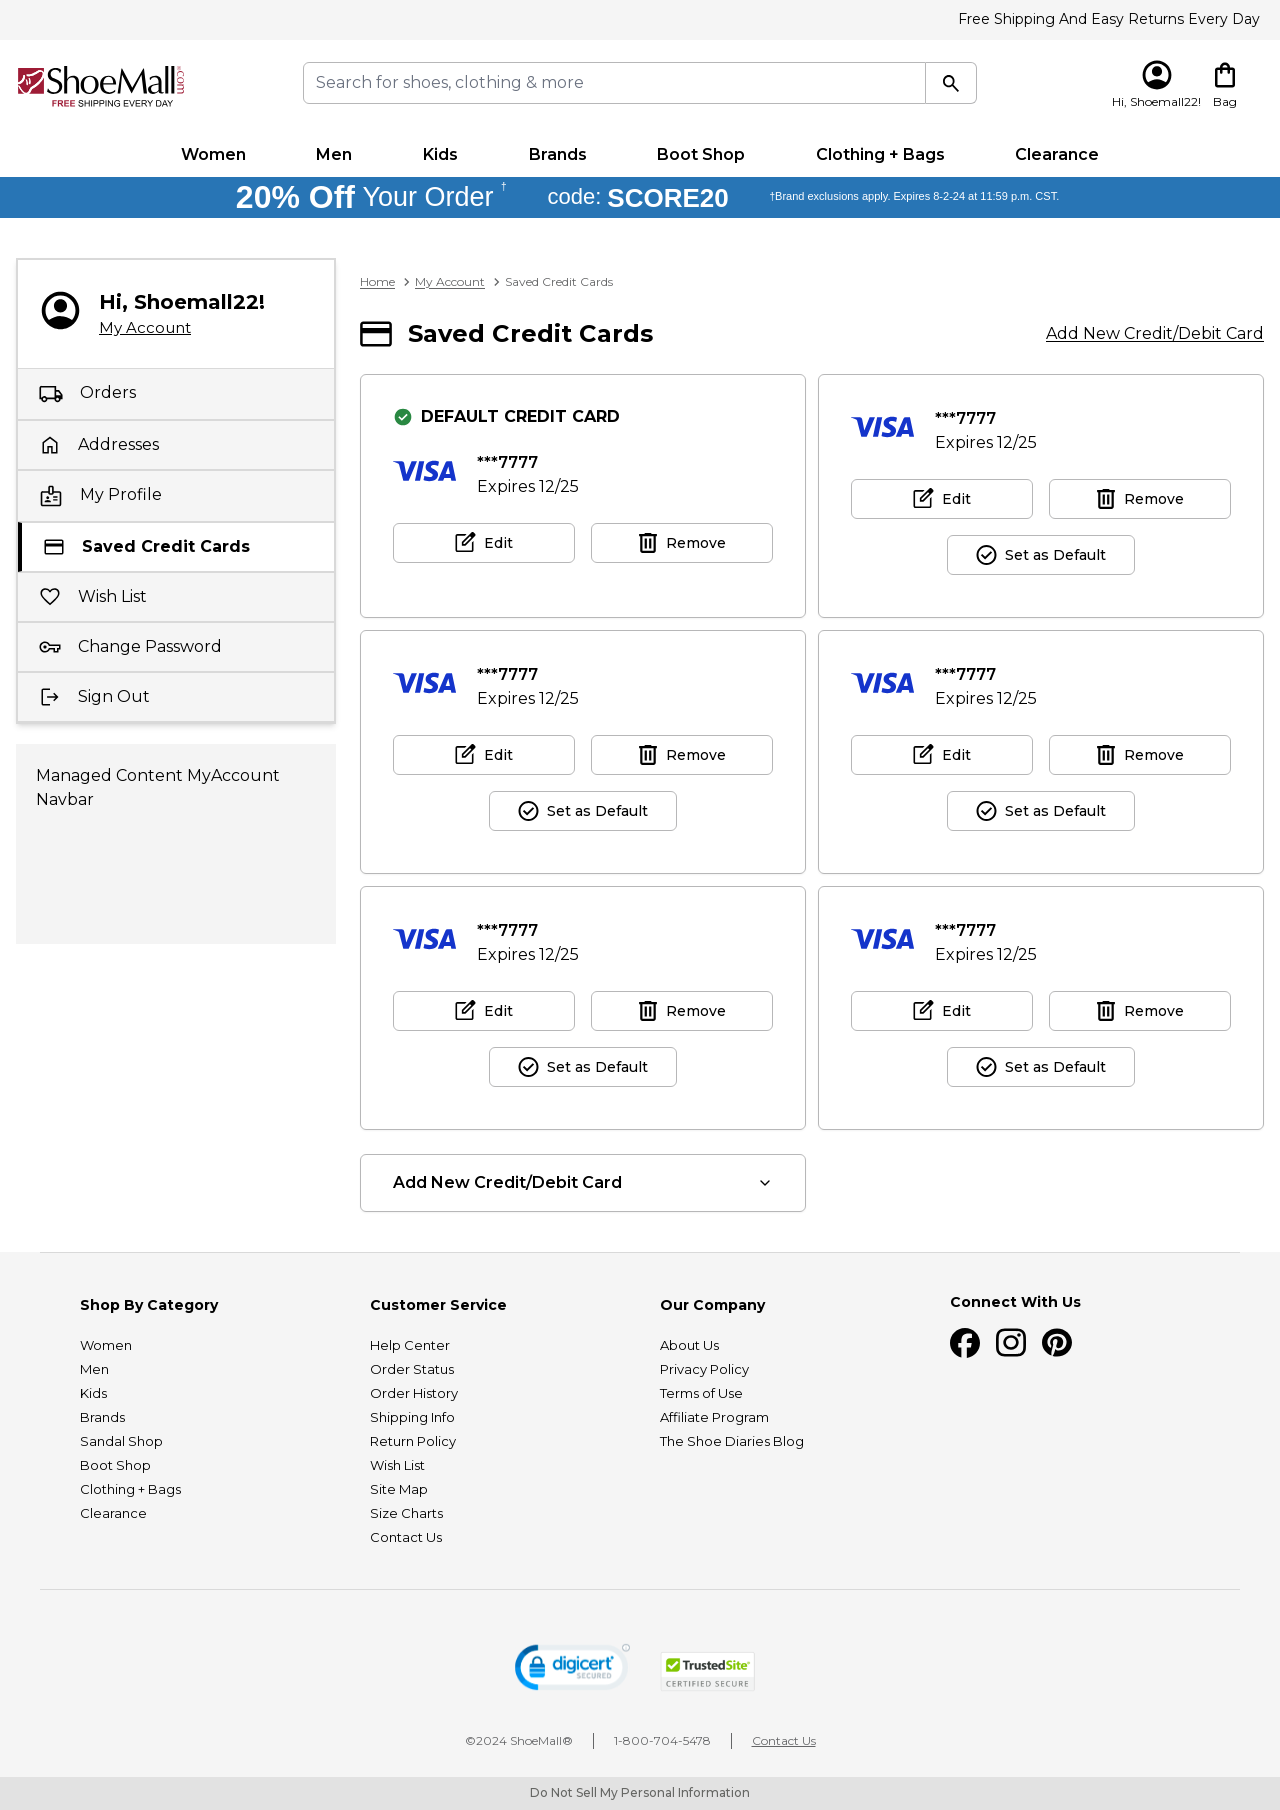 Free Shipping And Easy Returns Every Day
ShoeMall.com
FREE SHIPPING EVERY DAY
Search for shoes, clothing & more
Hi, Shoemall22!
Bag
Women Men Kids Brands Boot Shop Clothing + Bags Clearance
20% Off Your Order † code: SCORE20 †Brand exclusions apply. Expires 8-2-24 at 11:59 p.m. CST.
Hi, Shoemall22!
My Account
Orders
Addresses
My Profile
Saved Credit Cards
Wish List
Change Password
Sign Out
Managed Content MyAccount
Navbar
Home > My Account > Saved Credit Cards
Saved Credit Cards
Add New Credit/Debit Card
DEFAULT CREDIT CARD
VISA ***7777
Expires 12/25
Edit Remove
VISA ***7777
Expires 12/25
Edit Remove
Set as Default
VISA ***7777
Expires 12/25
Edit Remove
Set as Default
VISA ***7777
Expires 12/25
Edit Remove
Set as Default
VISA ***7777
Expires 12/25
Edit Remove
Set as Default
VISA ***7777
Expires 12/25
Edit Remove
Set as Default
Add New Credit/Debit Card
Shop By Category
Women
Men
Kids
Brands
Sandal Shop
Boot Shop
Clothing + Bags
Clearance
Customer Service
Help Center
Order Status
Order History
Shipping Info
Return Policy
Wish List
Site Map
Size Charts
Contact Us
Our Company
About Us
Privacy Policy
Terms of Use
Affiliate Program
The Shoe Diaries Blog
Connect With Us
digicert
SECURED
TrustedSite
CERTIFIED SECURE
©2024 ShoeMall® | 1-800-704-5478 | Contact Us
Do Not Sell My Personal Information